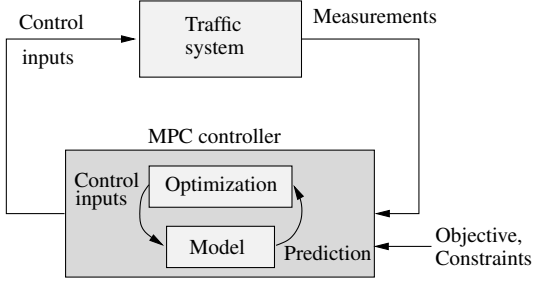 Control
inputs
Traffic
system
Measurements
MPC controller
Control
inputs
Optimization
Model
Prediction
Objective,
Constraints